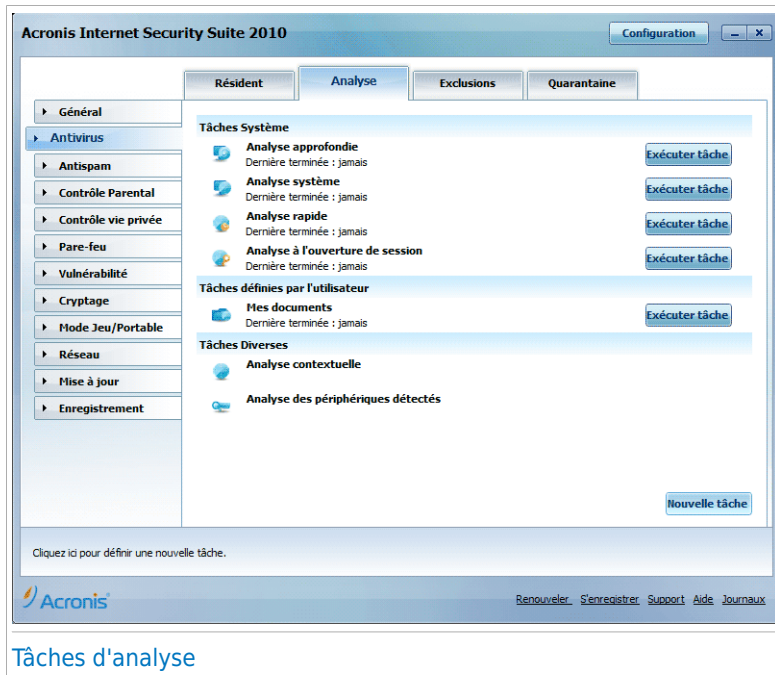 Acronis Internet Security Suite 2010
Configuration
Résident
Analyse
Exclusions
Quarantaine
Général
Antivirus
Antispam
Contrôle Parental
Contrôle vie privée
Pare-feu
Vulnérabilité
Cryptage
Mode Jeu/Portable
Réseau
Mise à jour
Enregistrement
Tâches Système
Analyse approfondie
Dernière terminée : jamais
Exécuter tâche
Analyse système
Dernière terminée : jamais
Exécuter tâche
Analyse rapide
Dernière terminée : jamais
Exécuter tâche
Analyse à l'ouverture de session
Dernière terminée : jamais
Exécuter tâche
Tâches définies par l'utilisateur
Mes documents
Dernière terminée : jamais
Exécuter tâche
Tâches Diverses
Analyse contextuelle
Analyse des périphériques détectés
Nouvelle tâche
Cliquez ici pour définir une nouvelle tâche.
Acronis
Renouveler S'enregistrer Support Aide Journaux
Tâches d'analyse